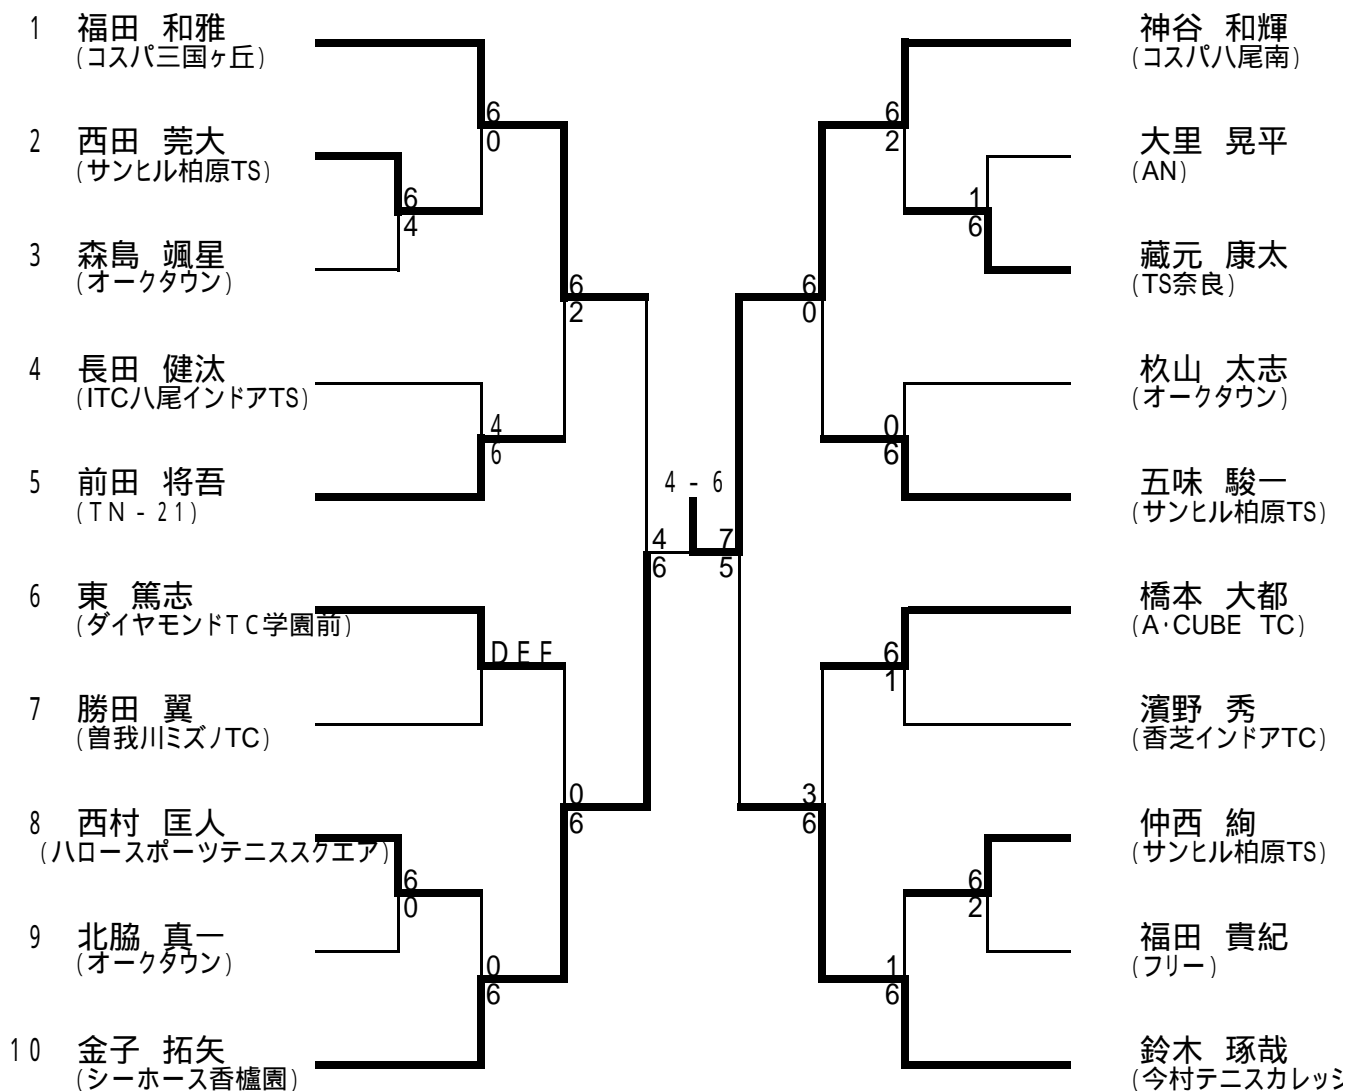 1 福田 和雅
(コスパ三国ヶ丘)
2 西田 莞大
(サンヒル柏原TS)
3 森島 颯星
(オークタウン)
4 長田 健汰
(ITC八尾インドアTS)
5 前田 将吾
(TN-21)
6 東 篤志
(ダイヤモンドTC学園前)
7 勝田 翼
(曽我川ミズノTC)
8 西村 匡人
(ハロースポーツテニススクエア)
9 北脇 真一
(オークタウン)
10 金子 拓矢
(シーホース香櫨園)
6
0
6
4
6
2
4
6
DEF
0
6
6
0
0
6
4
6
4-6
7
5
6
2
1
6
6
0
0
6
6
1
3
6
6
2
1
6
神谷 和輝
(コスパ八尾南)
大里 晃平
(AN)
藏元 康太
(TS奈良)
杁山 太志
(オークタウン)
五味 駿一
(サンヒル柏原TS)
橋本 大都
(A・CUBE TC)
濱野 秀
(香芝インドアTC)
仲西 絢
(サンヒル柏原TS)
福田 貴紀
(フリー)
鈴木 琢哉
(今村テニスカレッジ